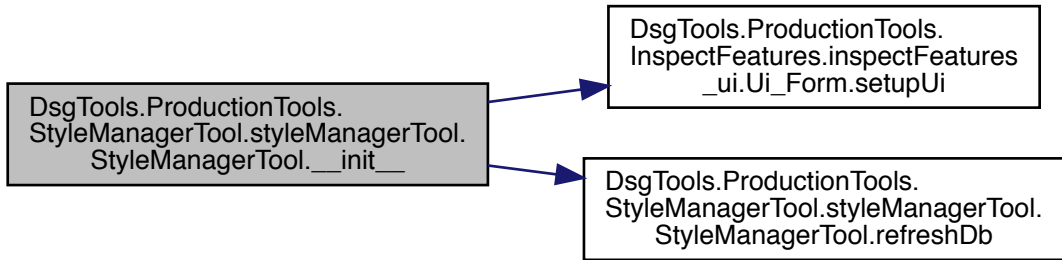 DsgTools.ProductionTools.
StyleManagerTool.styleManagerTool.
StyleManagerTool.__init__
DsgTools.ProductionTools.
InspectFeatures.inspectFeatures
_ui.Ui_Form.setupUi
DsgTools.ProductionTools.
StyleManagerTool.styleManagerTool.
StyleManagerTool.refreshDb